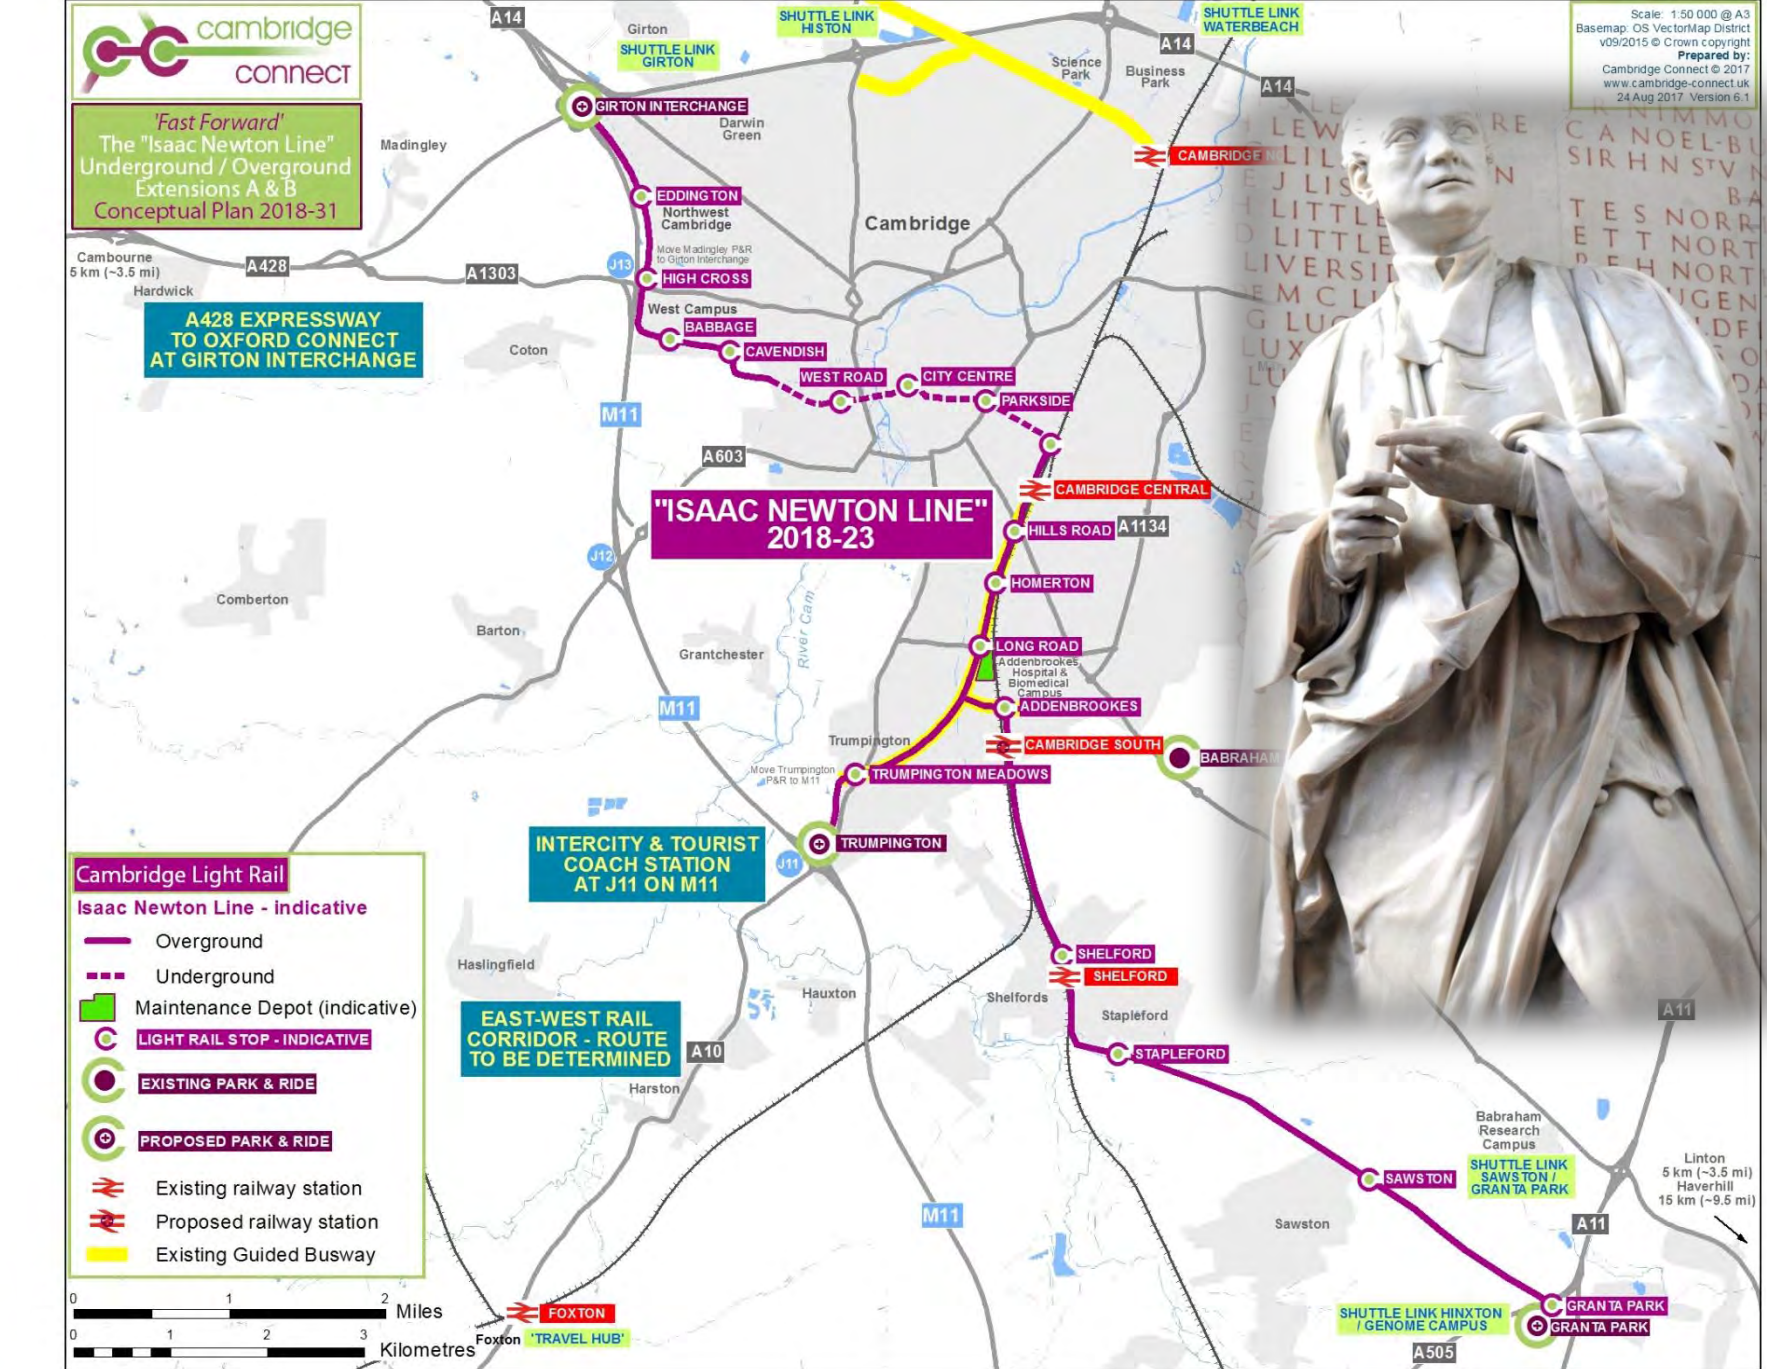 cambridge
connect
'Fast Forward'
The "Isaac Newton Line"
Underground / Overground
Extensions A & B
Conceptual Plan 2018-31
Scale: 1:50 000 @ A3
Basemap: OS VectorMap District
v09/2015 © Crown copyright
Prepared by:
Cambridge Connect © 2017
www.cambridge-connect.uk
24 Aug 2017 Version 6.1
A14
Girton
SHUTTLE LINK
GIRTON
SHUTTLE LINK
HISTON
SHUTTLE LINK
WATERBEACH
A14
Science
Park
Business
Park
A14
GIRTON INTERCHANGE
Darwin
Green
Madingley
CAMBRIDGE
EDDINGTON
Northwest
Cambridge
Cambridge
Move Madingley P&R
to Girton Interchange
Cambourne
5 km (~3.5 mi)
Hardwick
A428
A1303
J13
HIGH CROSS
West Campus
A428 EXPRESSWAY
TO OXFORD CONNECT
AT GIRTON INTERCHANGE
BABBAGE
CAVENDISH
Coton
WEST ROAD
CITY CENTRE
PARKSIDE
M11
A603
"ISAAC NEWTON LINE"
2018-23
CAMBRIDGE CENTRAL
HILLS ROAD
A1134
J12
HOMERTON
Comberton
Barton
Grantchester
River Cam
LONG ROAD
Addenbrookes
Hospital &
Biomedical
Campus
M11
ADDENBROOKES
Trumpington
CAMBRIDGE SOUTH
BABRAHAM
Move Trumpington
P&R to M11
TRUMPINGTON MEADOWS
INTERCITY & TOURIST
COACH STATION
AT J11 ON M11
J11
TRUMPINGTON
Cambridge Light Rail
Isaac Newton Line - indicative
Overground
Underground
Maintenance Depot (indicative)
LIGHT RAIL STOP - INDICATIVE
EXISTING PARK & RIDE
PROPOSED PARK & RIDE
Existing railway station
Proposed railway station
Existing Guided Busway
Haslingfield
Hauxton
SHELFORD
SHELFORD
Shelfords
Stapleford
STAPLEFORD
EAST-WEST RAIL
CORRIDOR - ROUTE
TO BE DETERMINED
A10
Harston
A11
Babraham
Research
Campus
SHUTTLE LINK
SAWSTON /
GRANTA PARK
Linton
5 km (~3.5 mi)
Haverhill
15 km (~9.5 mi)
SAWSTON
Sawston
M11
A11
0 1 2 Miles
0 1 2 3 Kilometres
FOXTON
Foxton 'TRAVEL HUB'
SHUTTLE LINK HINXTON
/ GENOME CAMPUS
GRANTA PARK
GRANTA PARK
A505
CANOEL-BU
SIR H N ST V N
TES NORR
ETT NORT
NORT
LITTLE
LITTLE